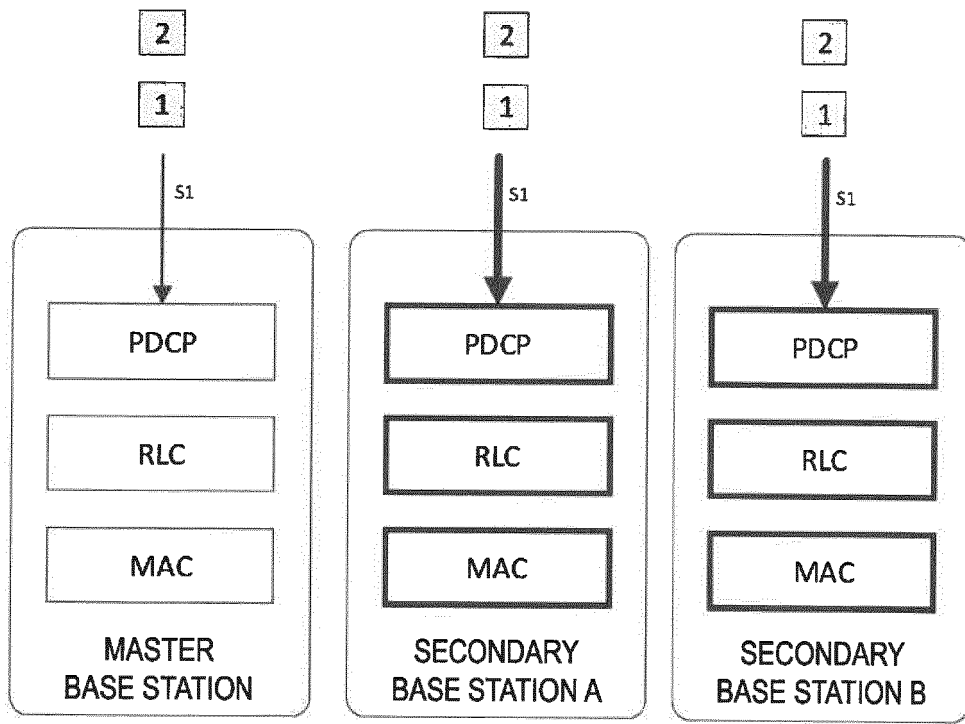 2
2
2
1
1
1
S1
S1
S1
PDCP
PDCP
PDCP
RLC
RLC
RLC
MAC
MAC
MAC
MASTER
BASE STATION
SECONDARY
BASE STATION A
SECONDARY
BASE STATION B